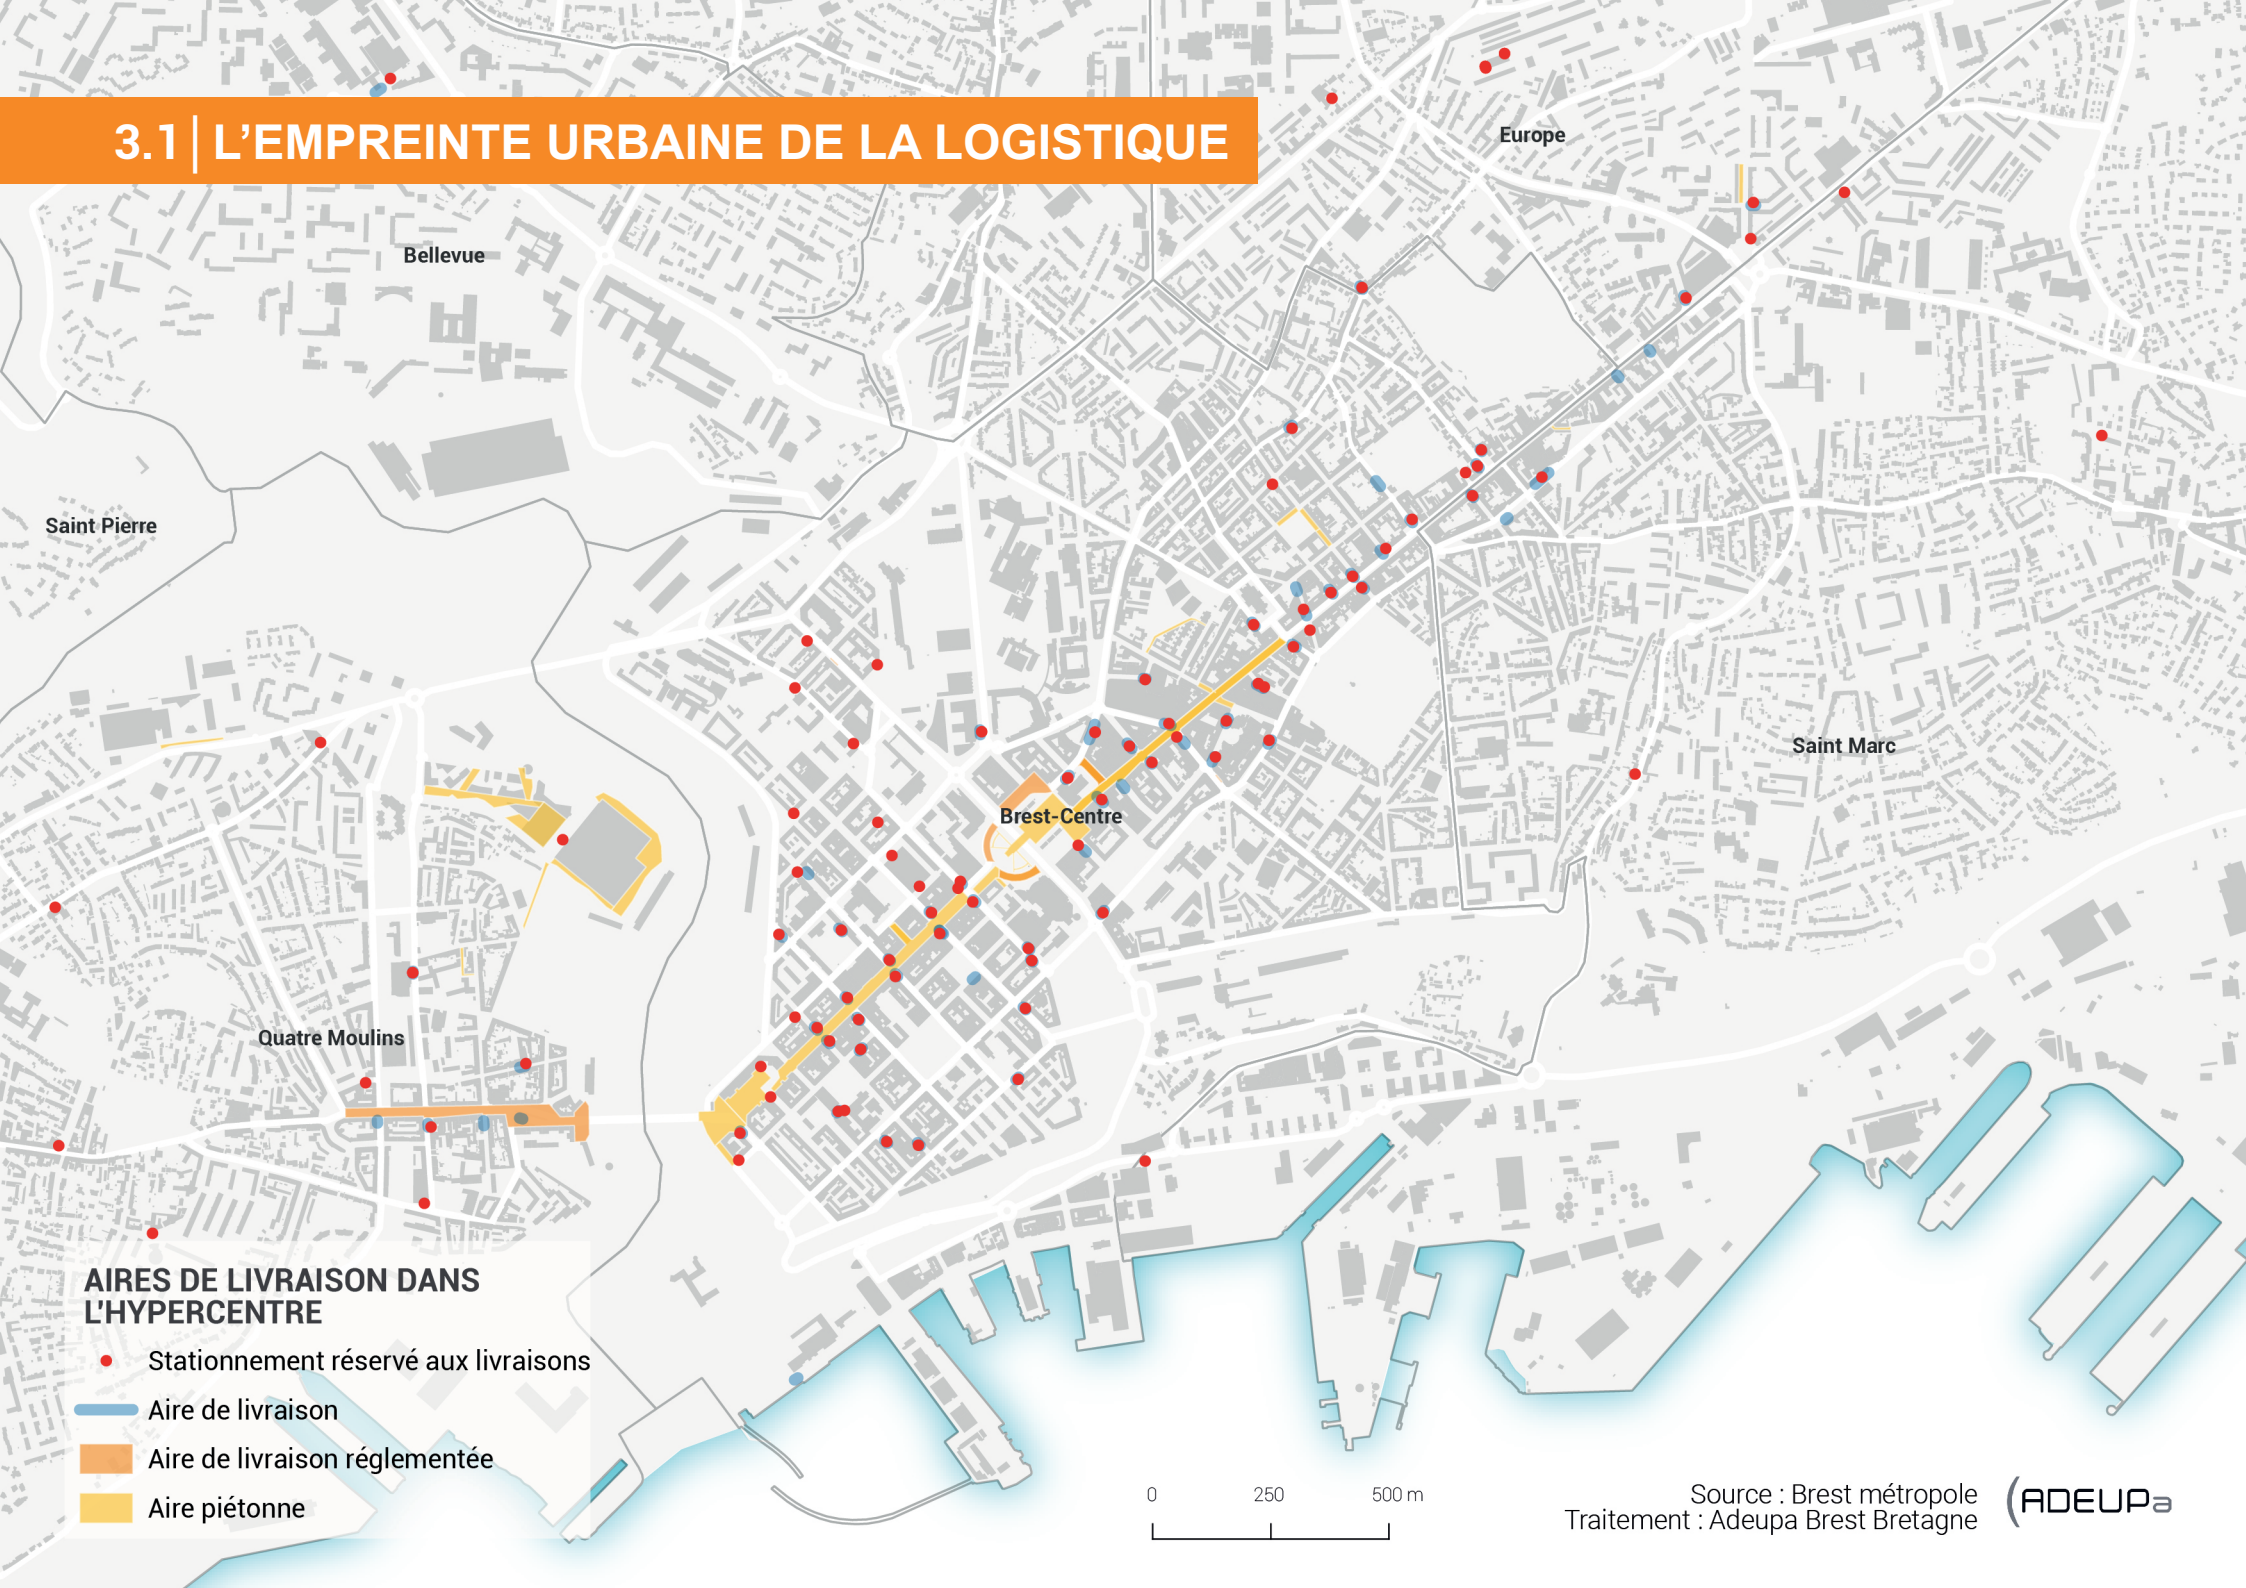 3.1 | L’EMPREINTE URBAINE DE LA LOGISTIQUE
Europe
Bellevue
Saint Pierre
Saint Marc
Brest-Centre
Quatre Moulins
AIRES DE LIVRAISON DANS
L'HYPERCENTRE
Stationnement réservé aux livraisons
Aire de livraison
Aire de livraison réglementée
Aire piétonne
0 250 500 m
Source : Brest métropole
Traitement : Adeupa Brest Bretagne
ADEUPa